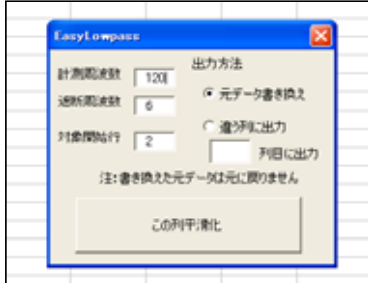 EasyLowpass
計測周波数 120
遮断周波数 6
対象開始行 2
出力方法
元データ書き換え
違う列に出力
列目に出力
注:書き換えた元データは元に戻りません
この列平滑化